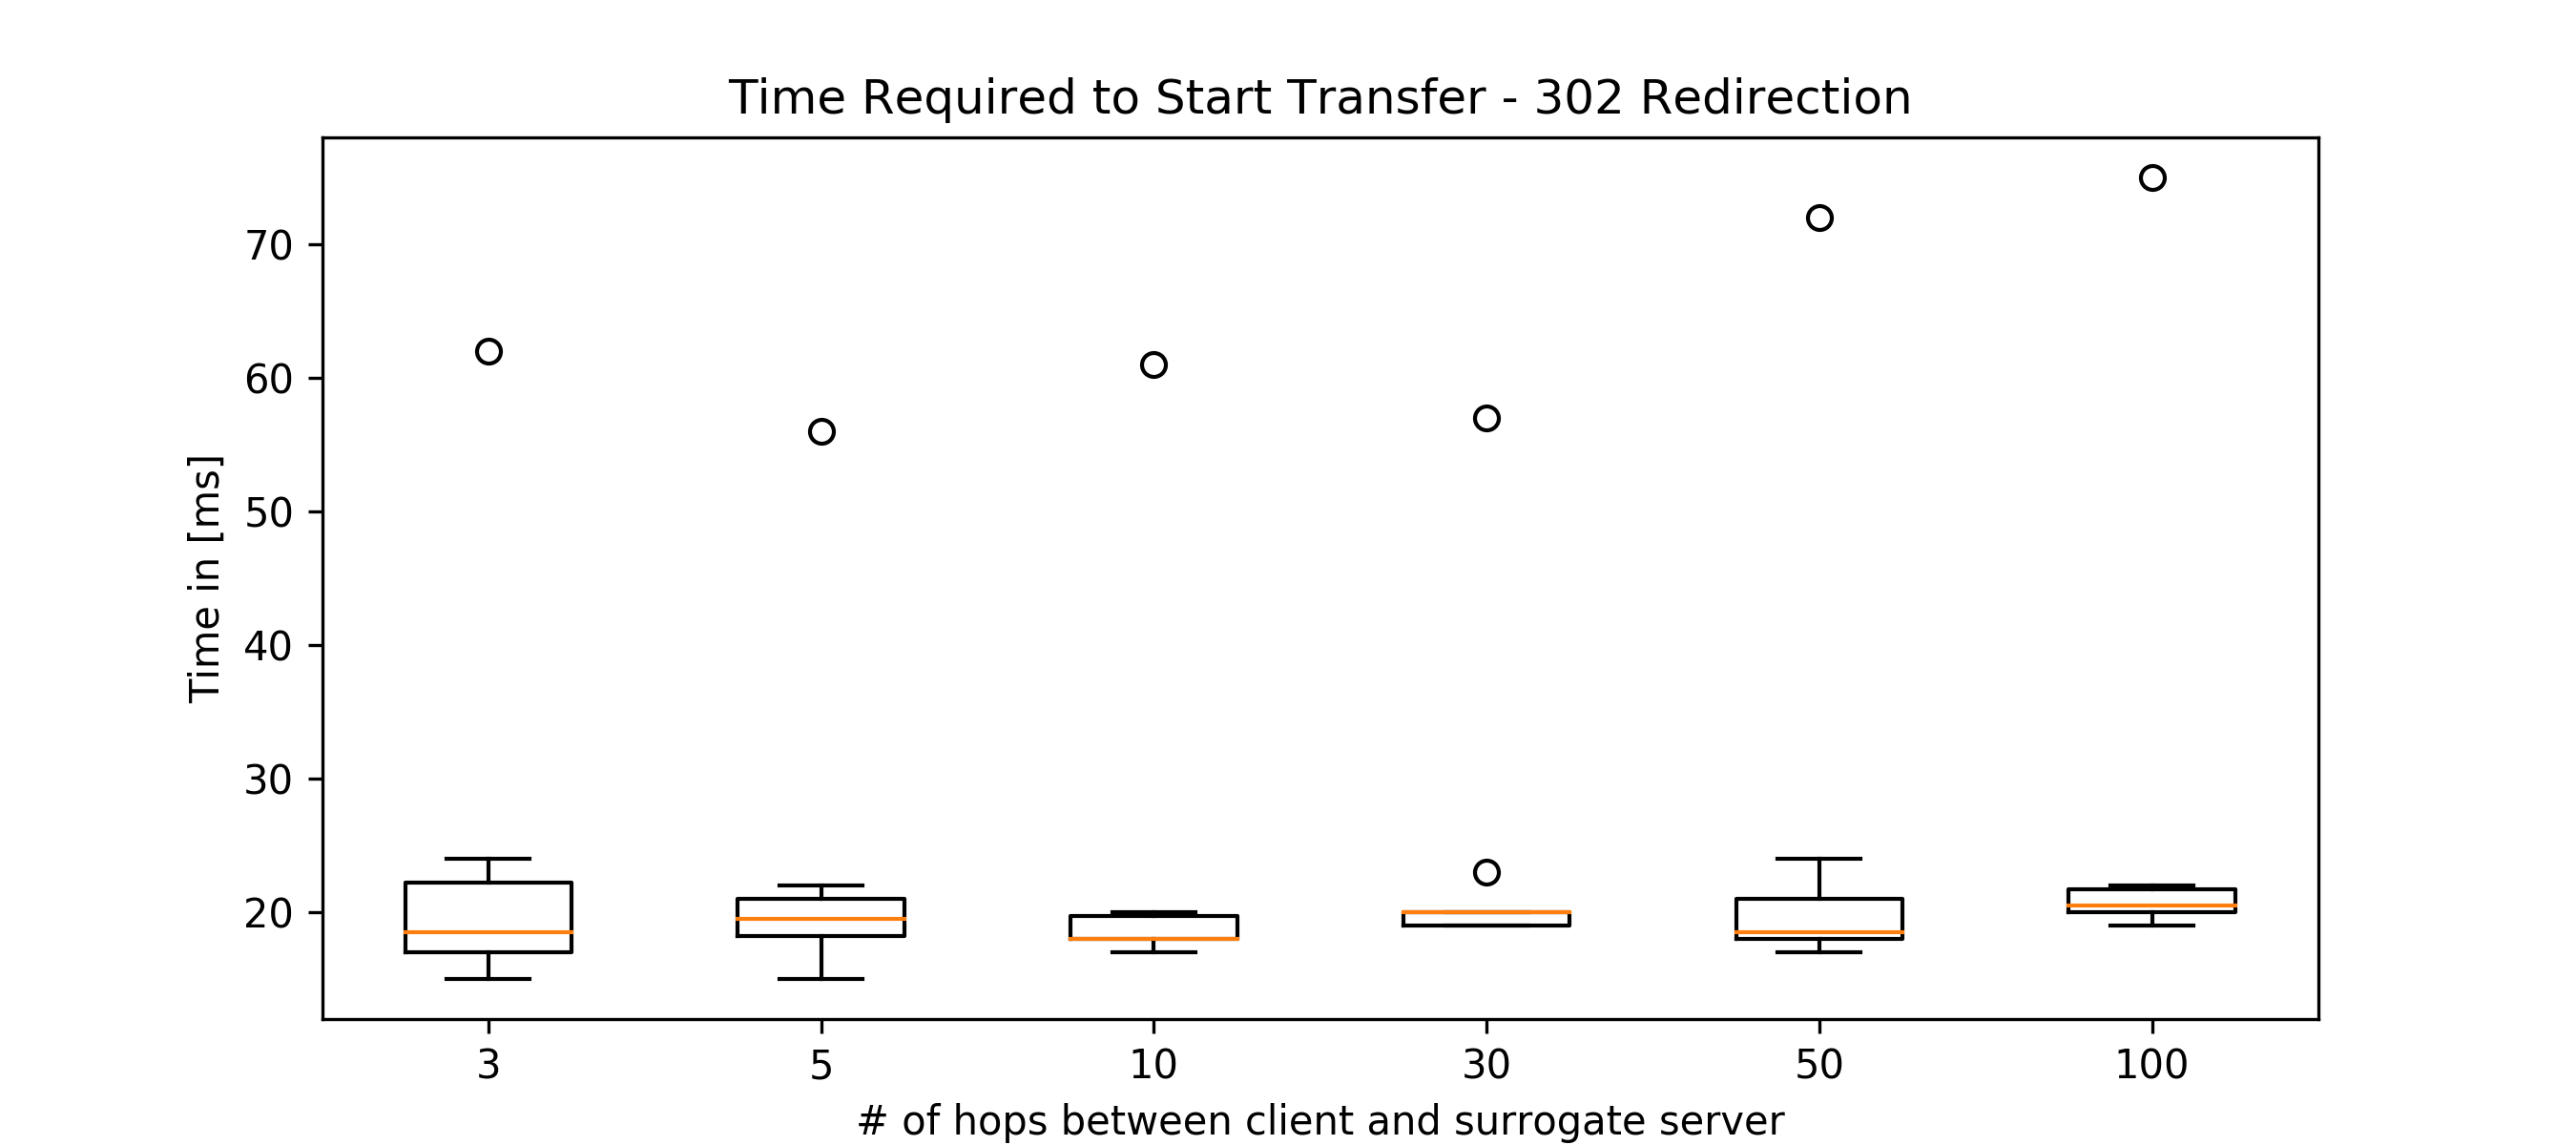 Time Required to Start Transfer - 302 Redirection
Time in [ms]
70
60
50
40
30
20
3 5 10 30 50 100
# of hops between client and surrogate server